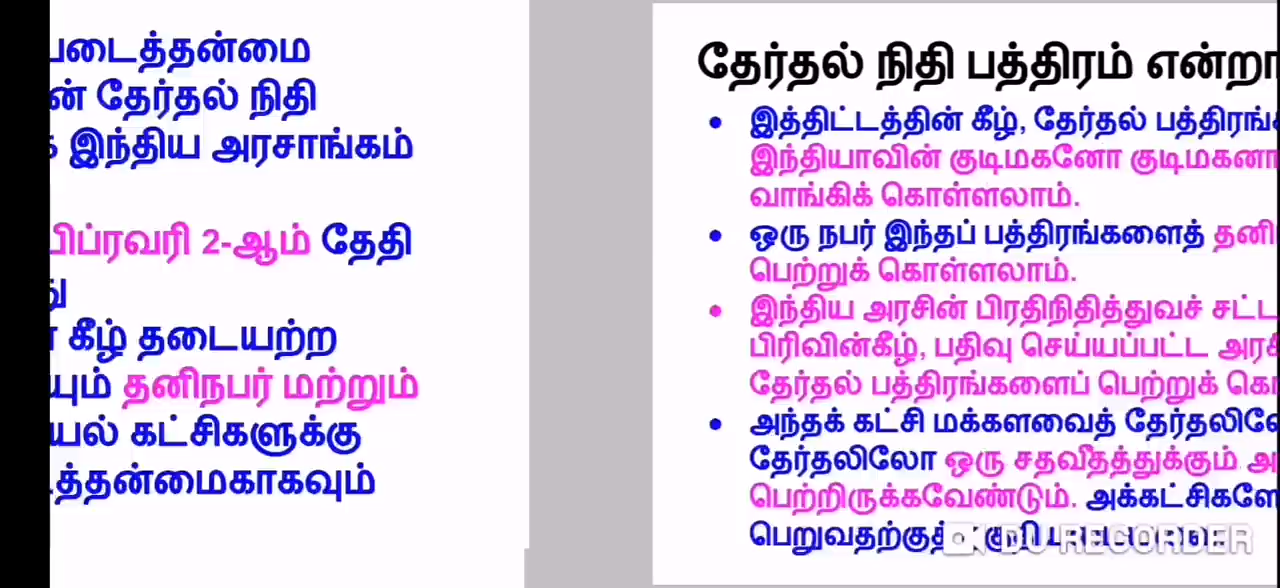 படைத்தன்மை
ன் தேர்தல் நிதி
இந்திய அரசாங்கம்
பிப்ரவரி 2-ஆம் தேதி
து
கீழ் தடையற்ற
யும் தனிநபர் மற்றும்
யல் கட்சிகளுக்கு
த்தன்மைகாகவும்
தேர்தல் நிதி பத்திரம் என்றா
இத்திட்டத்தின் கீழ், தேர்தல் பத்திரங்
இந்தியாவின் குடிமகனோ குடிமகனா
வாங்கிக் கொள்ளலாம்.
ஒரு நபர் இந்தப் பத்திரங்களைத் தனி
பெற்றுக் கொள்ளலாம்.
இந்திய அரசின் பிரதிநிதித்துவச் சட்ட
பிரிவின்கீழ், பதிவு செய்யப்பட்ட அரசி
தேர்தல் பத்திரங்களைப் பெற்றுக் கொ
அந்தக் கட்சி மக்களவைத் தேர்தலிலே
தேர்தலிலோ ஒரு சதவீதத்துக்கும் அ
பெற்றிருக்கவேண்டும். அக்கட்சிகளே
பெறுவதற்குத்
DU RECORDER